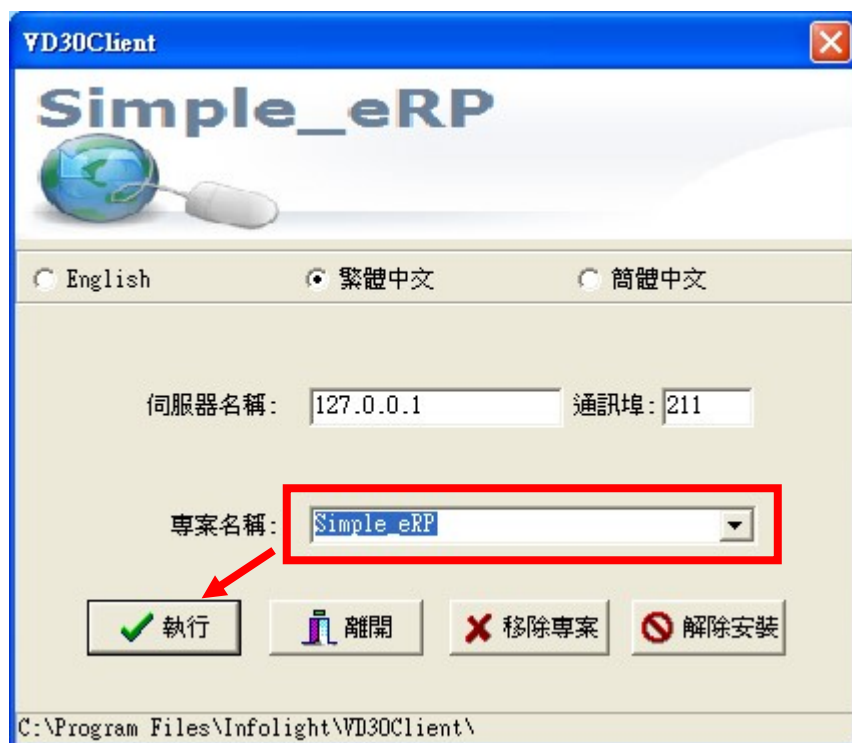 VD30Client
Simple_eRP
English 繁體中文 簡體中文
伺服器名稱: 127.0.0.1 通訊埠: 211
專案名稱: Simple_eRP
執行 離開 移除專案 解除安裝
C:\Program Files\Infolight\VD30Client\